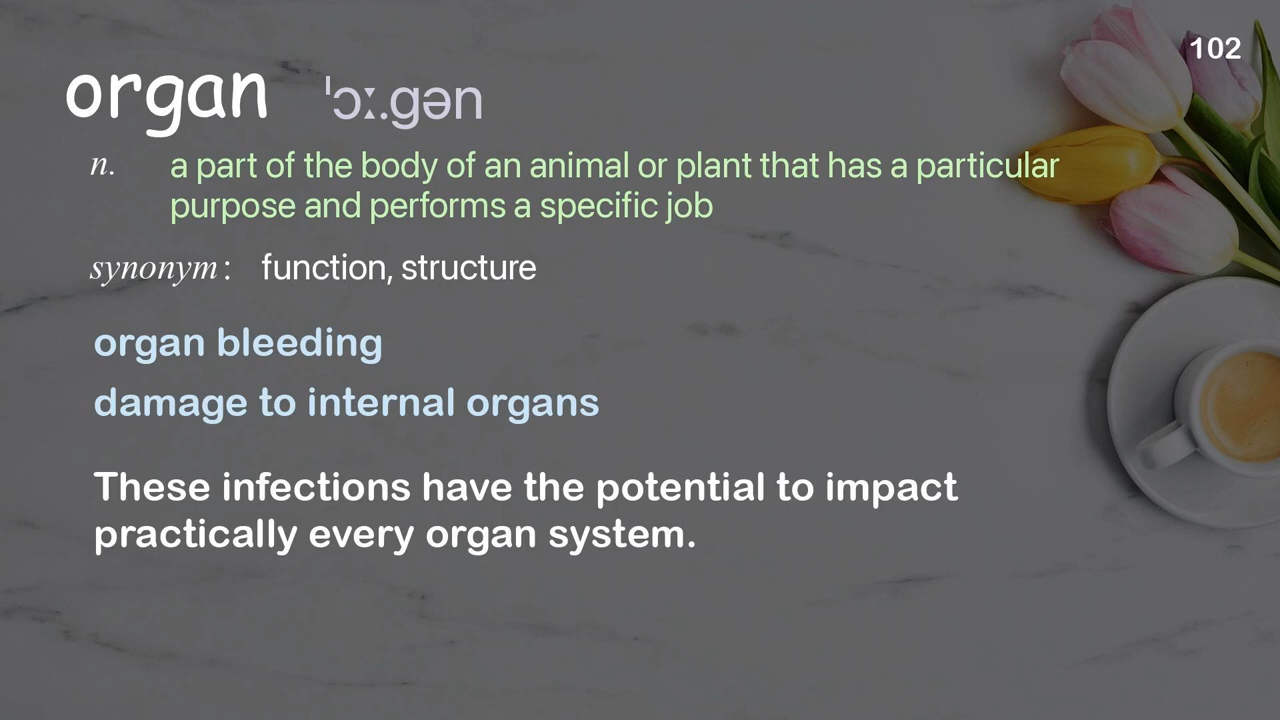 102
organ ˈɔː.gən
n. a part of the body of an animal or plant that has a particular
purpose and performs a specific job
synonym: function, structure
organ bleeding
damage to internal organs
These infections have the potential to impact
practically every organ system.